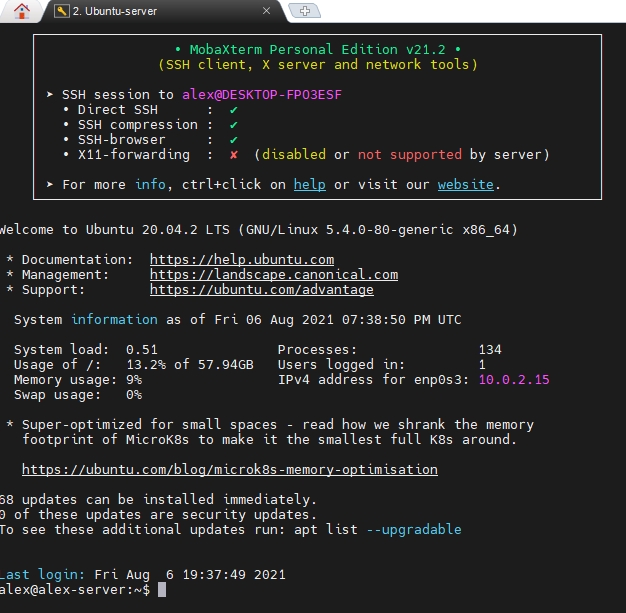 2. Ubuntu-server
• MobaXterm Personal Edition v21.2 •
(SSH client, X server and network tools)
➤ SSH session to alex@DESKTOP-FPO3ESF
• Direct SSH : ✔
• SSH compression : ✔
• SSH-browser : ✔
• X11-forwarding : ✘ (disabled or not supported by server)
➤ For more info, ctrl+click on help or visit our website.
Welcome to Ubuntu 20.04.2 LTS (GNU/Linux 5.4.0-80-generic x86_64)
* Documentation: https://help.ubuntu.com
* Management: https://landscape.canonical.com
* Support: https://ubuntu.com/advantage
System information as of Fri 06 Aug 2021 07:38:50 PM UTC
System load: 0.51 Processes: 134
Usage of /: 13.2% of 57.94GB Users logged in: 1
Memory usage: 9% IPv4 address for enp0s3: 10.0.2.15
Swap usage: 0%
* Super-optimized for small spaces - read how we shrank the memory
footprint of MicroK8s to make it the smallest full K8s around.
https://ubuntu.com/blog/microk8s-memory-optimisation
68 updates can be installed immediately.
0 of these updates are security updates.
To see these additional updates run: apt list --upgradable
Last login: Fri Aug 6 19:37:49 2021
alex@alex-server:~$